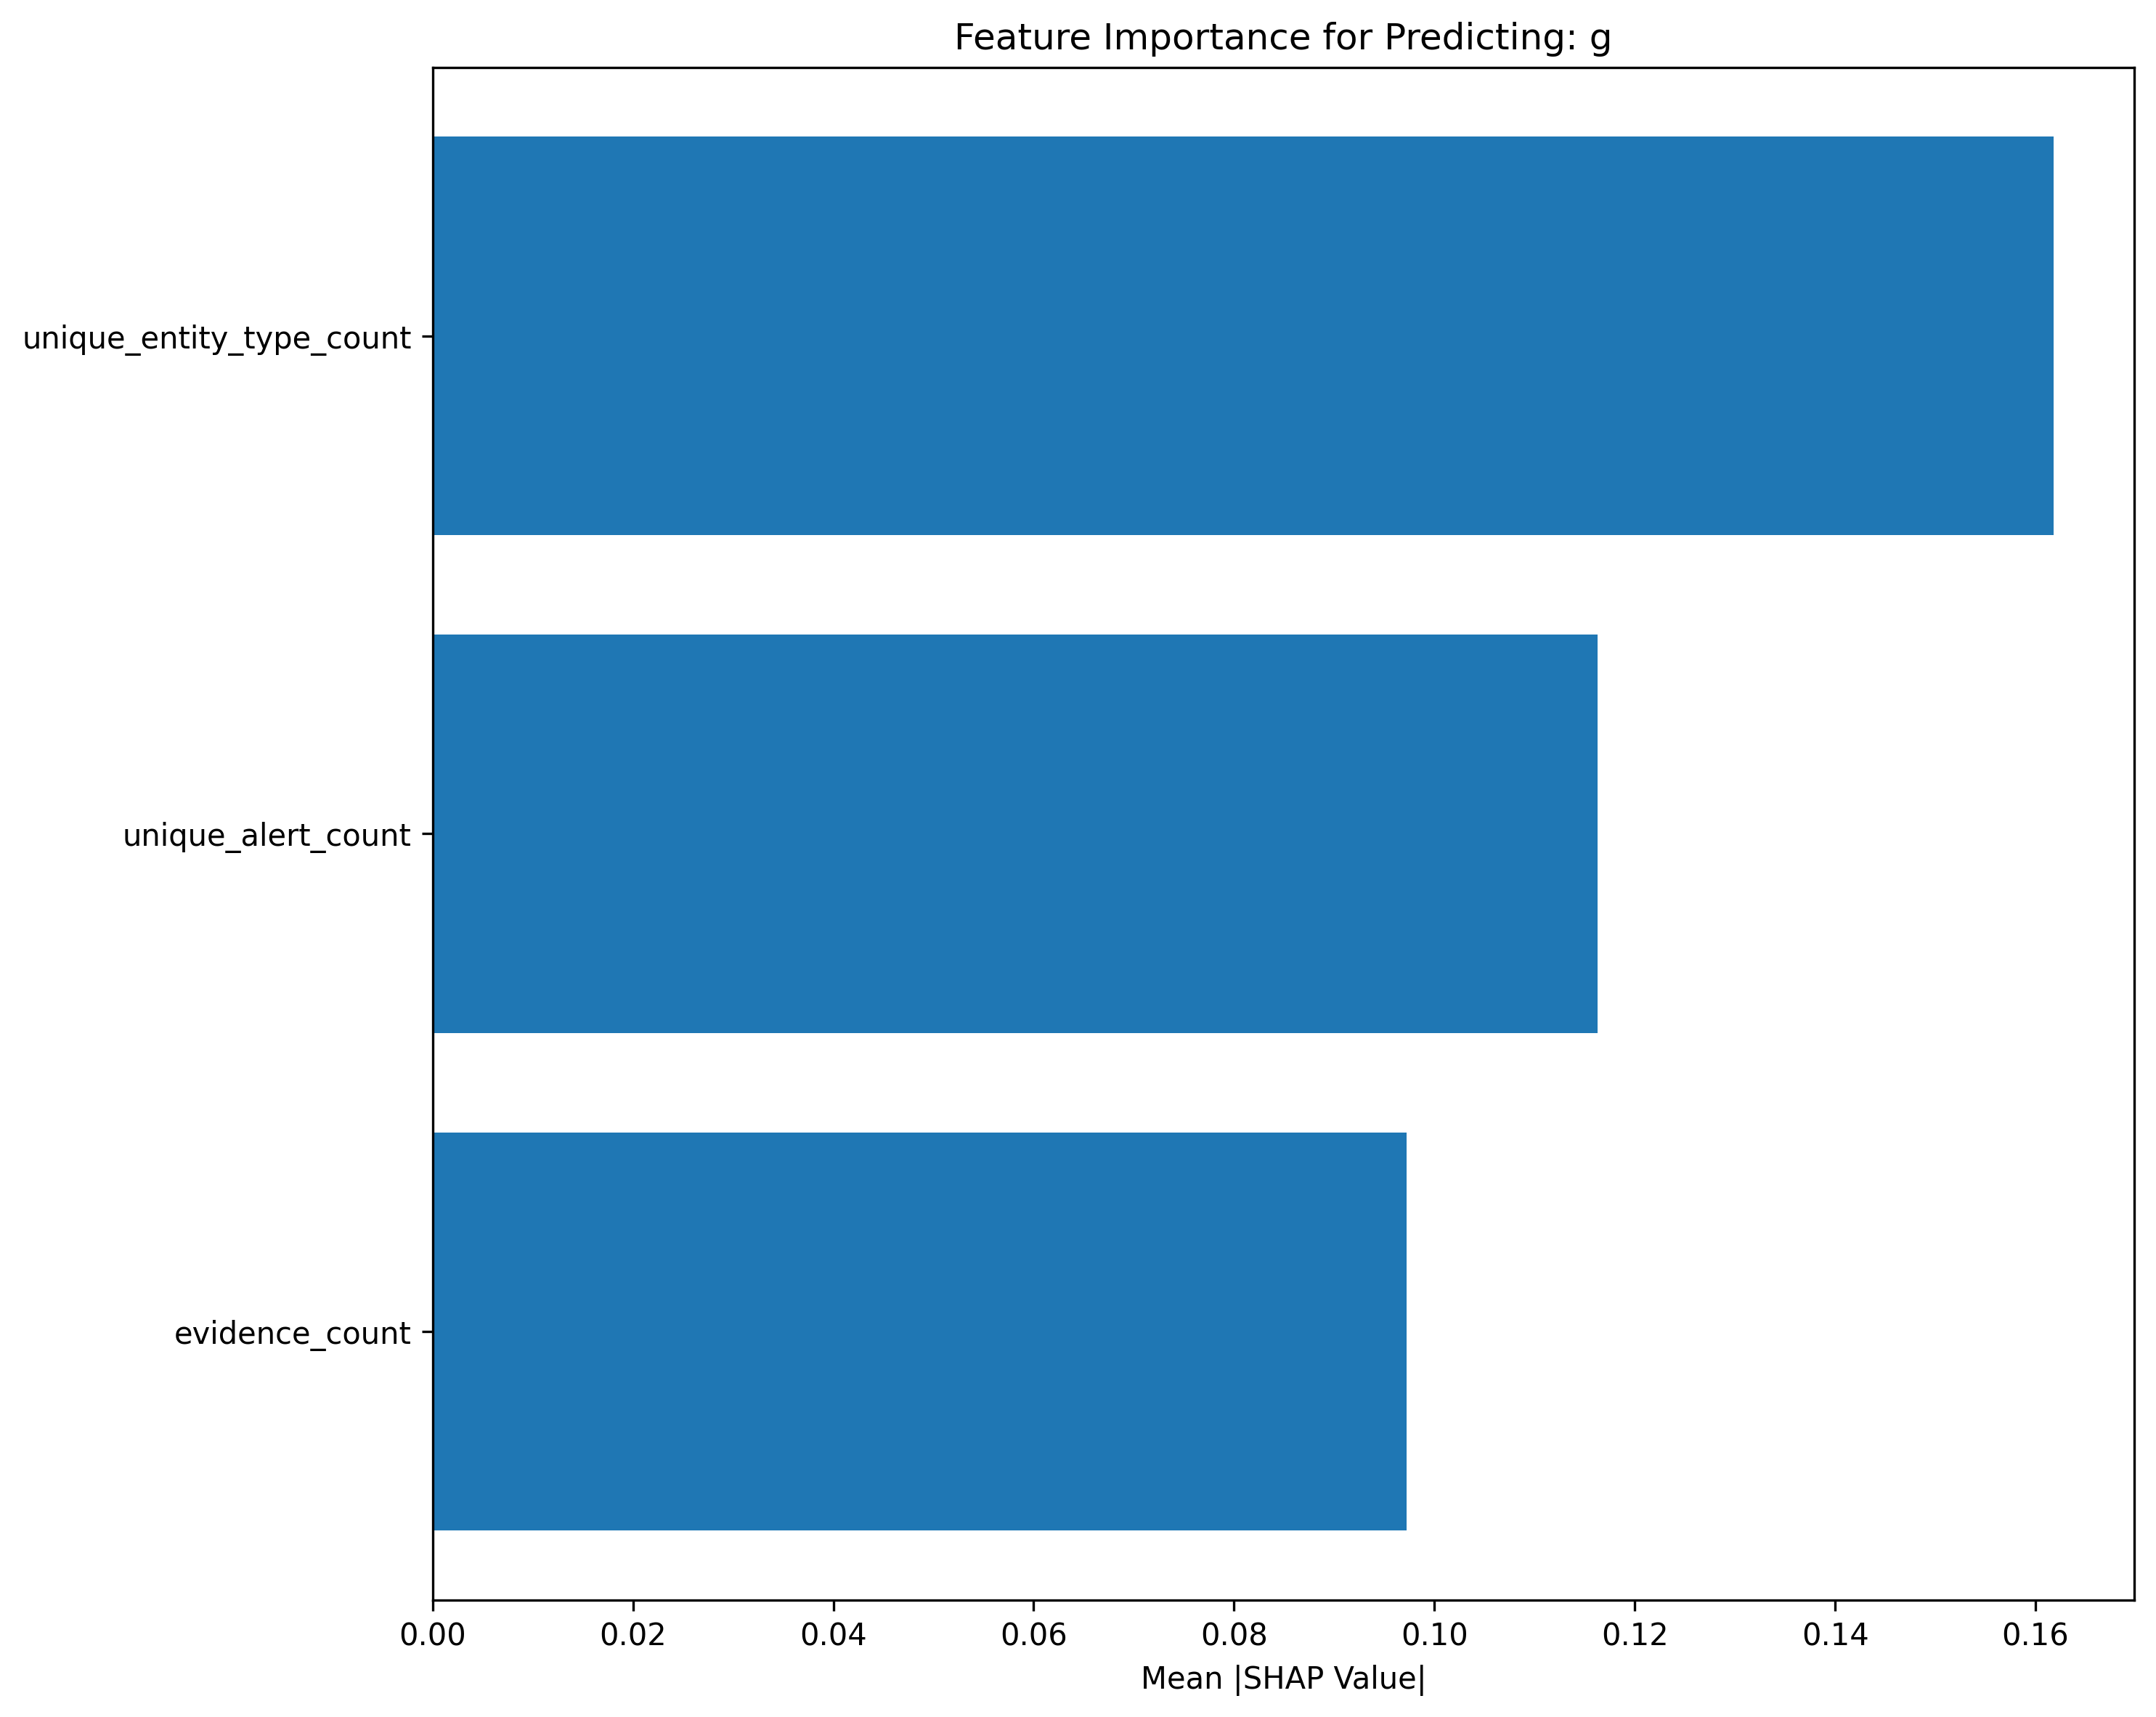 Feature Importance for Predicting: g
unique_entity_type_count
unique_alert_count
evidence_count
0.00 0.02 0.04 0.06 0.08 0.10 0.12 0.14 0.16
Mean |SHAP Value|